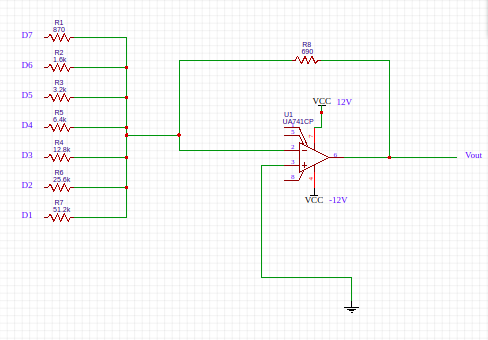 R1
D7 870
R2
D6 1.6k
R3
D5 3.2k
R5
D4 6.4k
R4
D3 12.8k
R6
D2 25.6k
R7
D1 51.2k
R8
690
VCC 12V
U1
UA741CP
1
5
7
2
3
6
8
4
Vout
VCC -12V